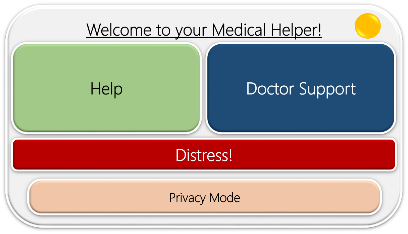 Welcome to your Medical Helper!
Help
Doctor Support
Distress!
Privacy Mode